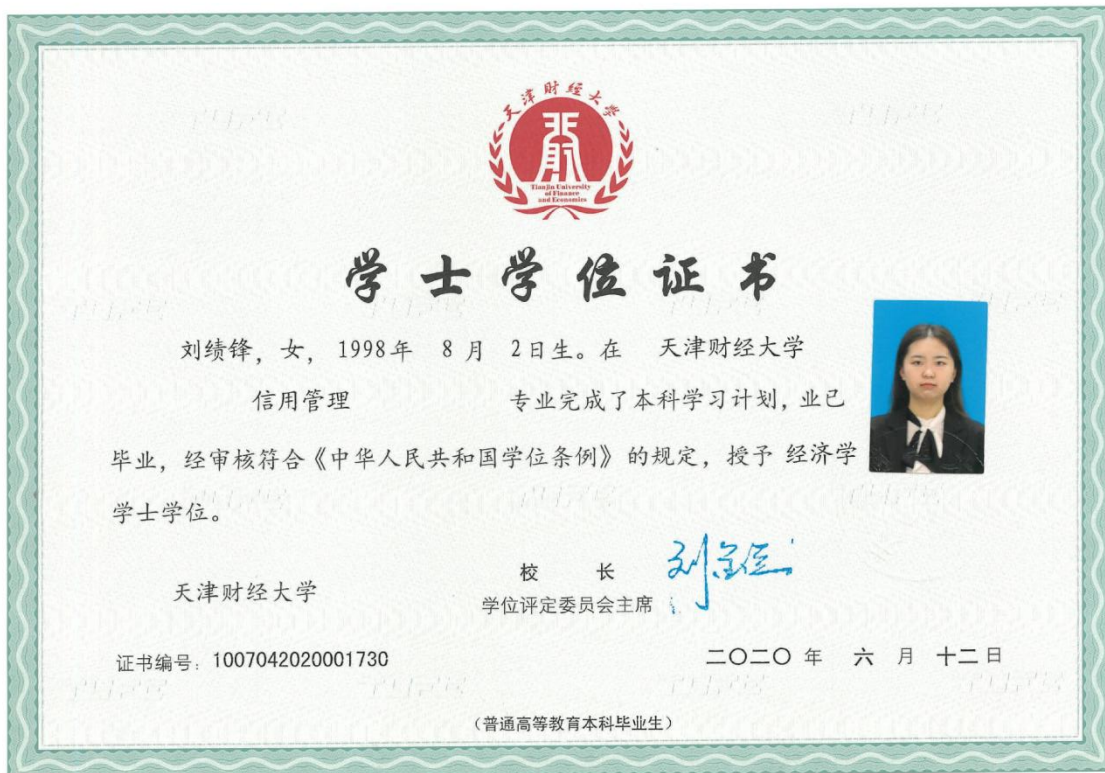 天津财经大学
Tianjin University
of Finance
and Economics
学士学位证书
刘绩锋，女，1998年 8月 2日生。在 天津财经大学
信用管理 专业完成了本科学习计划，业已
毕业，经审核符合《中华人民共和国学位条例》的规定，授予 经济学
学士学位。
校 长
天津财经大学
学位评定委员会主席
证书编号：1007042020001730
二〇二〇年 六 月 十二日
（普通高等教育本科毕业生）